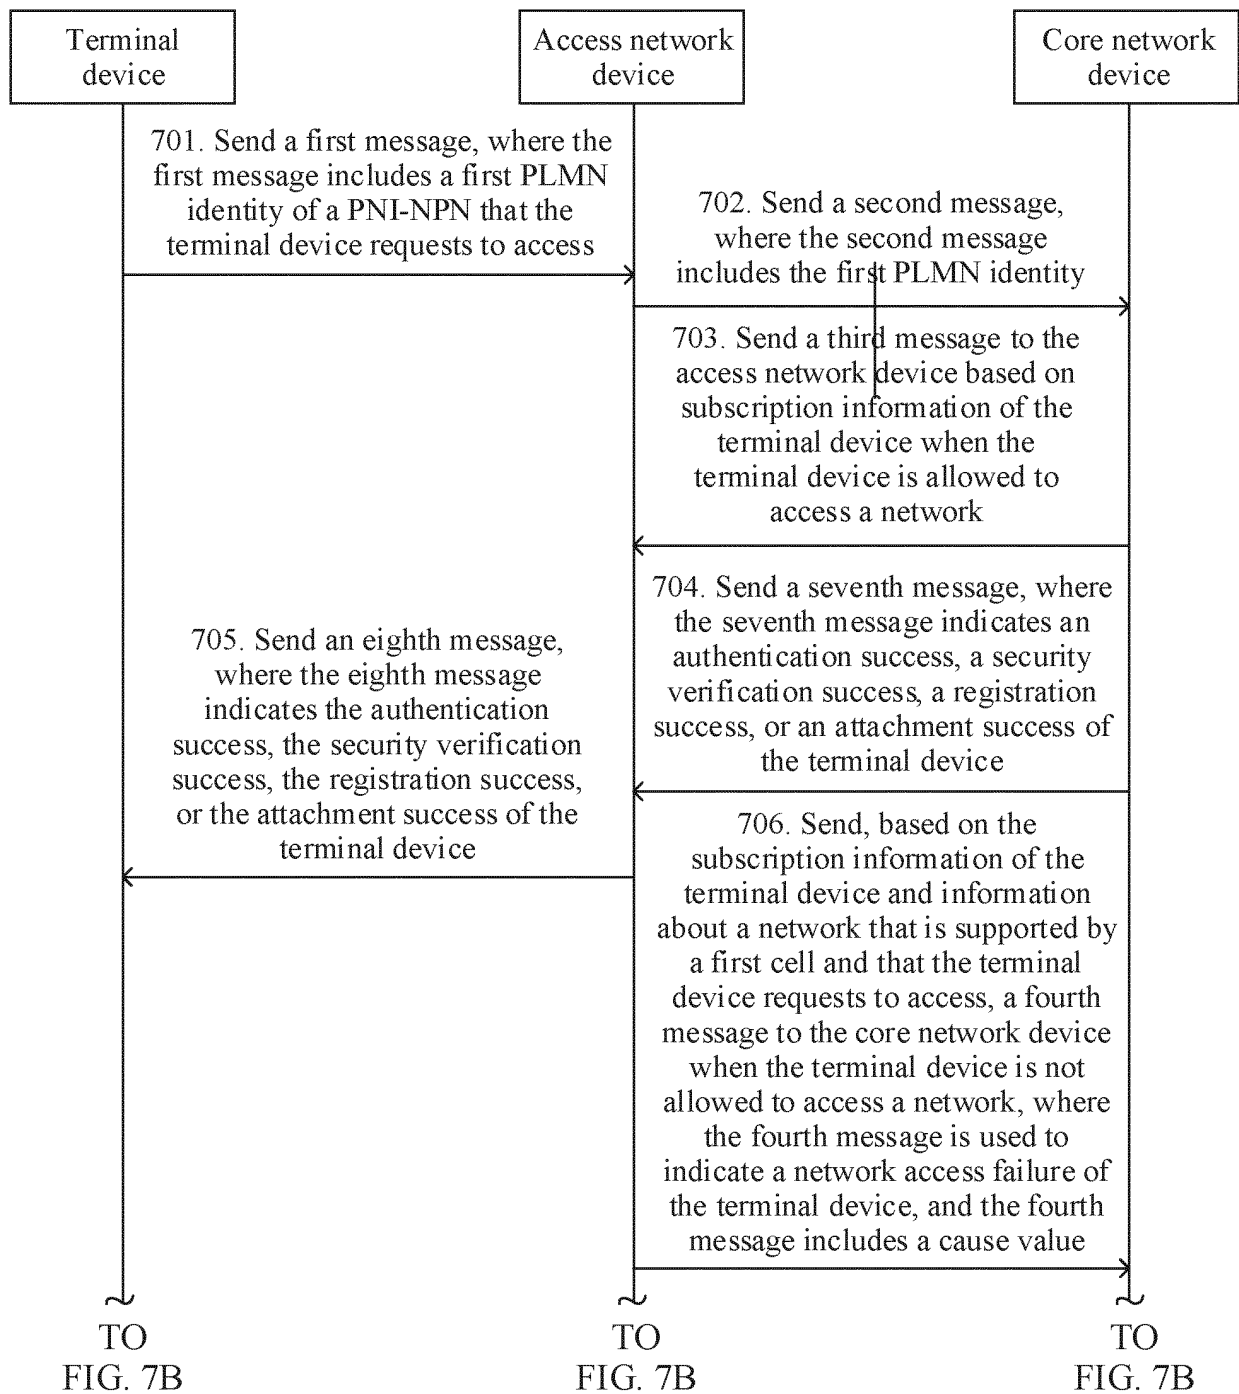 Terminal
device
Access network
device
Core network
device
701. Send a first message, where the
first message includes a first PLMN
identity of a PNI-NPN that the
terminal device requests to access
702. Send a second message,
where the second message
includes the first PLMN identity
703. Send a third message to the
access network device based on
subscription information of the
terminal device when the
terminal device is allowed to
access a network
704. Send a seventh message, where
the seventh message indicates an
authentication success, a security
verification success, a registration
success, or an attachment success of
the terminal device
705. Send an eighth message,
where the eighth message
indicates the authentication
success, the security verification
success, the registration success,
or the attachment success of the
terminal device
706. Send, based on the
subscription information of the
terminal device and information
about a network that is supported by
a first cell and that the terminal
device requests to access, a fourth
message to the core network device
when the terminal device is not
allowed to access a network, where
the fourth message is used to
indicate a network access failure of
the terminal device, and the fourth
message includes a cause value
TO
FIG. 7B
TO
FIG. 7B
TO
FIG. 7B